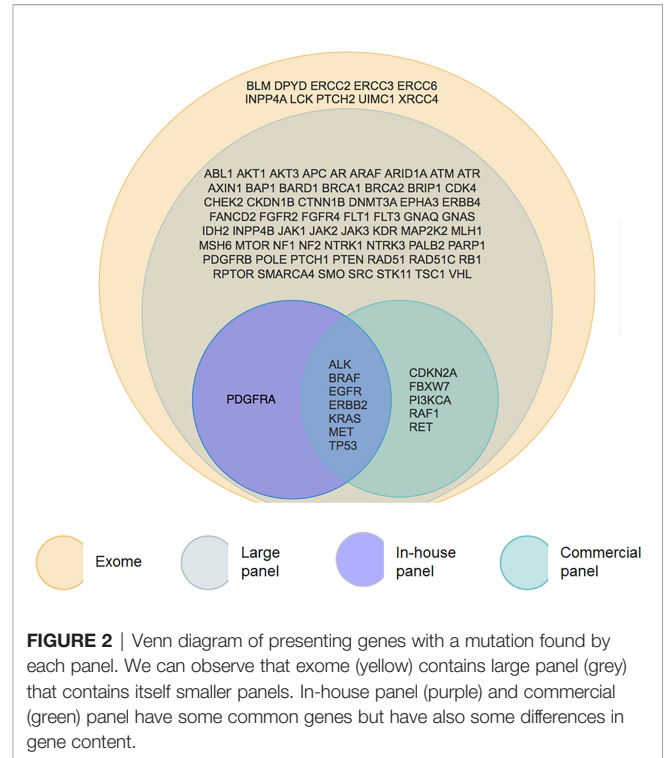 BLM DPYD ERCC2 ERCC3 ERCC6
INPP4A LCK PTCH2 UIMC1 XRCC4
ABL1 AKT1 AKT3 APC AR ARAF ARID1A ATM ATR
AXIN1 BAP1 BARD1 BRCA1 BRCA2 BRIP1 CDK4
CHEK2 CKDN1B CTNN1B DNMT3A EPHA3 ERBB4
FANCD2 FGFR2 FGFR4 FLT1 FLT3 GNAQ GNAS
IDH2 INPP4B JAK1 JAK2 JAK3 KDR MAP2K2 MLH1
MSH6 MTOR NF1 NF2 NTRK1 NTRK3 PALB2 PARP1
PDGFRB POLE PTCH1 PTEN RAD51 RAD51C RB1
RPTOR SMARCA4 SMO SRC STK11 TSC1 VHL
PDGFRA
ALK
BRAF
EGFR
ERBB2
KRAS
MET
TP53
CDKN2A
FBXW7
PI3KCA
RAF1
RET
Exome
Large
panel
In-house
panel
Commercial
panel
FIGURE 2 | Venn diagram of presenting genes with a mutation found by
each panel. We can observe that exome (yellow) contains large panel (grey)
that contains itself smaller panels. In-house panel (purple) and commercial
(green) panel have some common genes but have also some differences in
gene content.